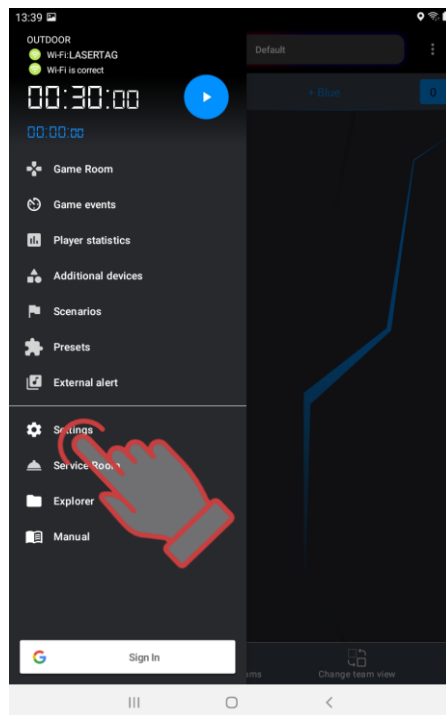 13:39
OUTDOOR
Wi-Fi:LASERTAG
Wi-Fi is correct
Default
00:30:00
+ Blue
0
00:00:00
Game Room
Game events
Player statistics
Additional devices
Scenarios
Presets
External alert
Settings
Service Room
Explorer
Manual
G
Sign In
ms
Change team view